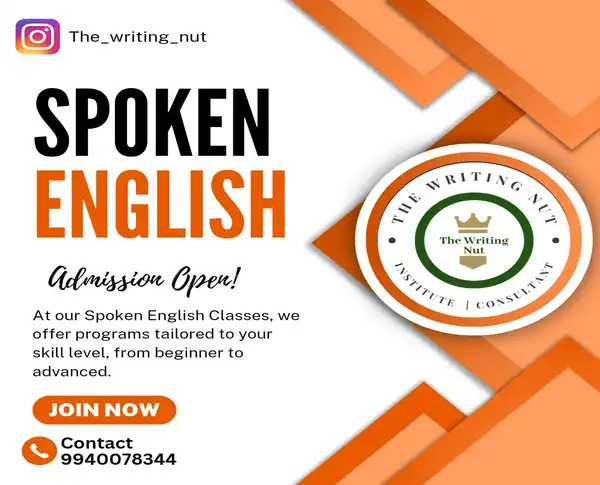 The_writing_nut
SPOKEN
ENGLISH
Admission Open!
At our Spoken English Classes, we
offer programs tailored to your
skill level, from beginner to
advanced.
JOIN NOW
Contact
9940078344
THE WRITING NUT
The Writing
Nut
INSTITUTE | CONSULTANT